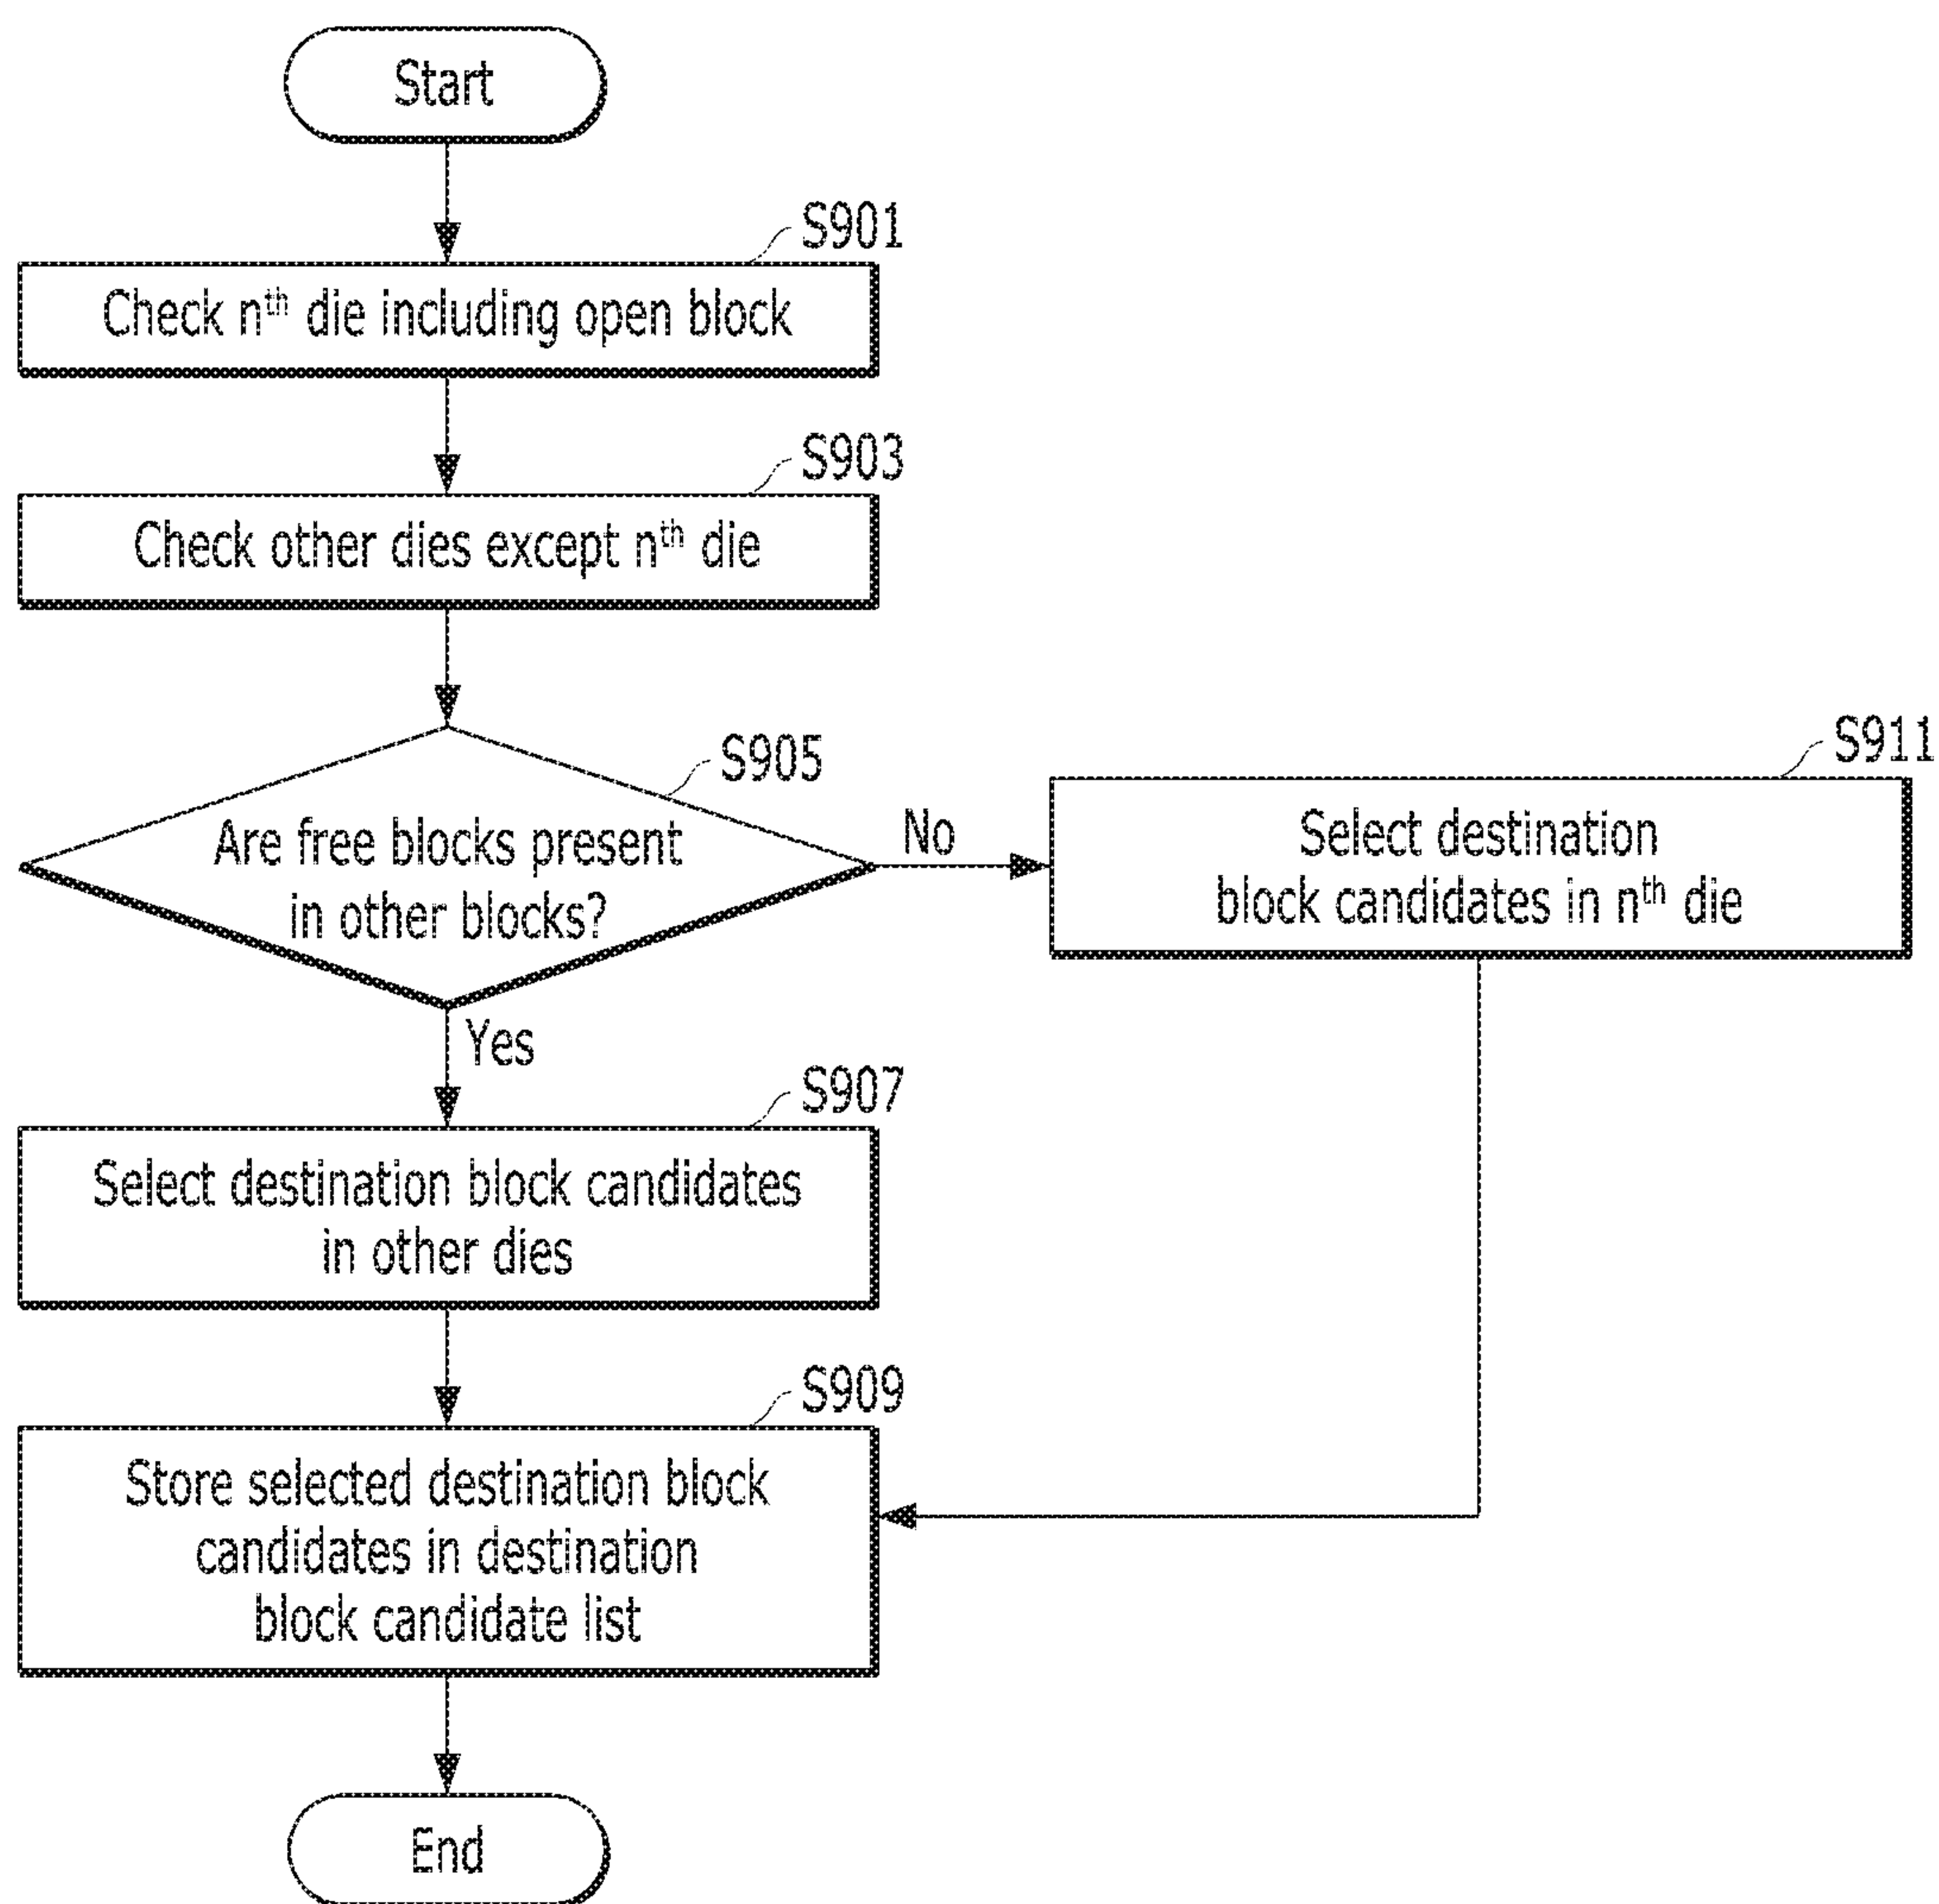 Start
S901
Check nth die including open block
S903
Check other dies except nth die
S905
Are free blocks present
in other blocks?
No
S911
Select destination
block candidates in nth die
Yes
S907
Select destination block candidates
in other dies
S909
Store selected destination block
candidates in destination
block candidate list
End